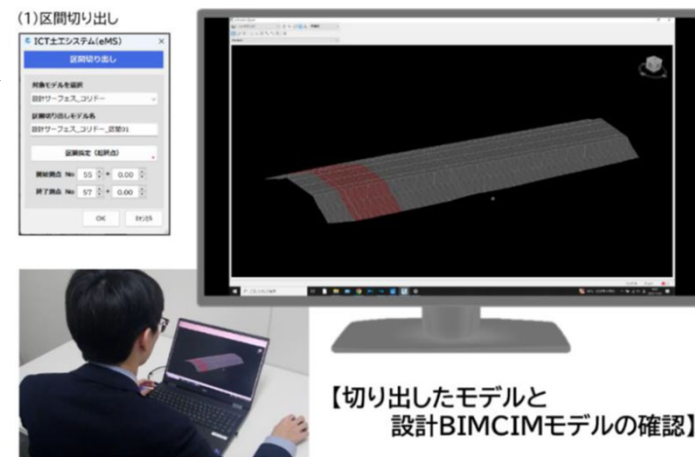 (1)区間切り出し
ICT土工システム(eMS)
区間切り出し
対象モデルを選択
設計サーフェス_コリドー
区間切り出しモデル名
設計サーフェス_コリドー_区間01
区間指定（起終点）
開始測点 No 55 + 0.00
終了測点 No 57 + 0.00
OK キャンセル
【切り出したモデルと
設計BIMCIMモデルの確認】